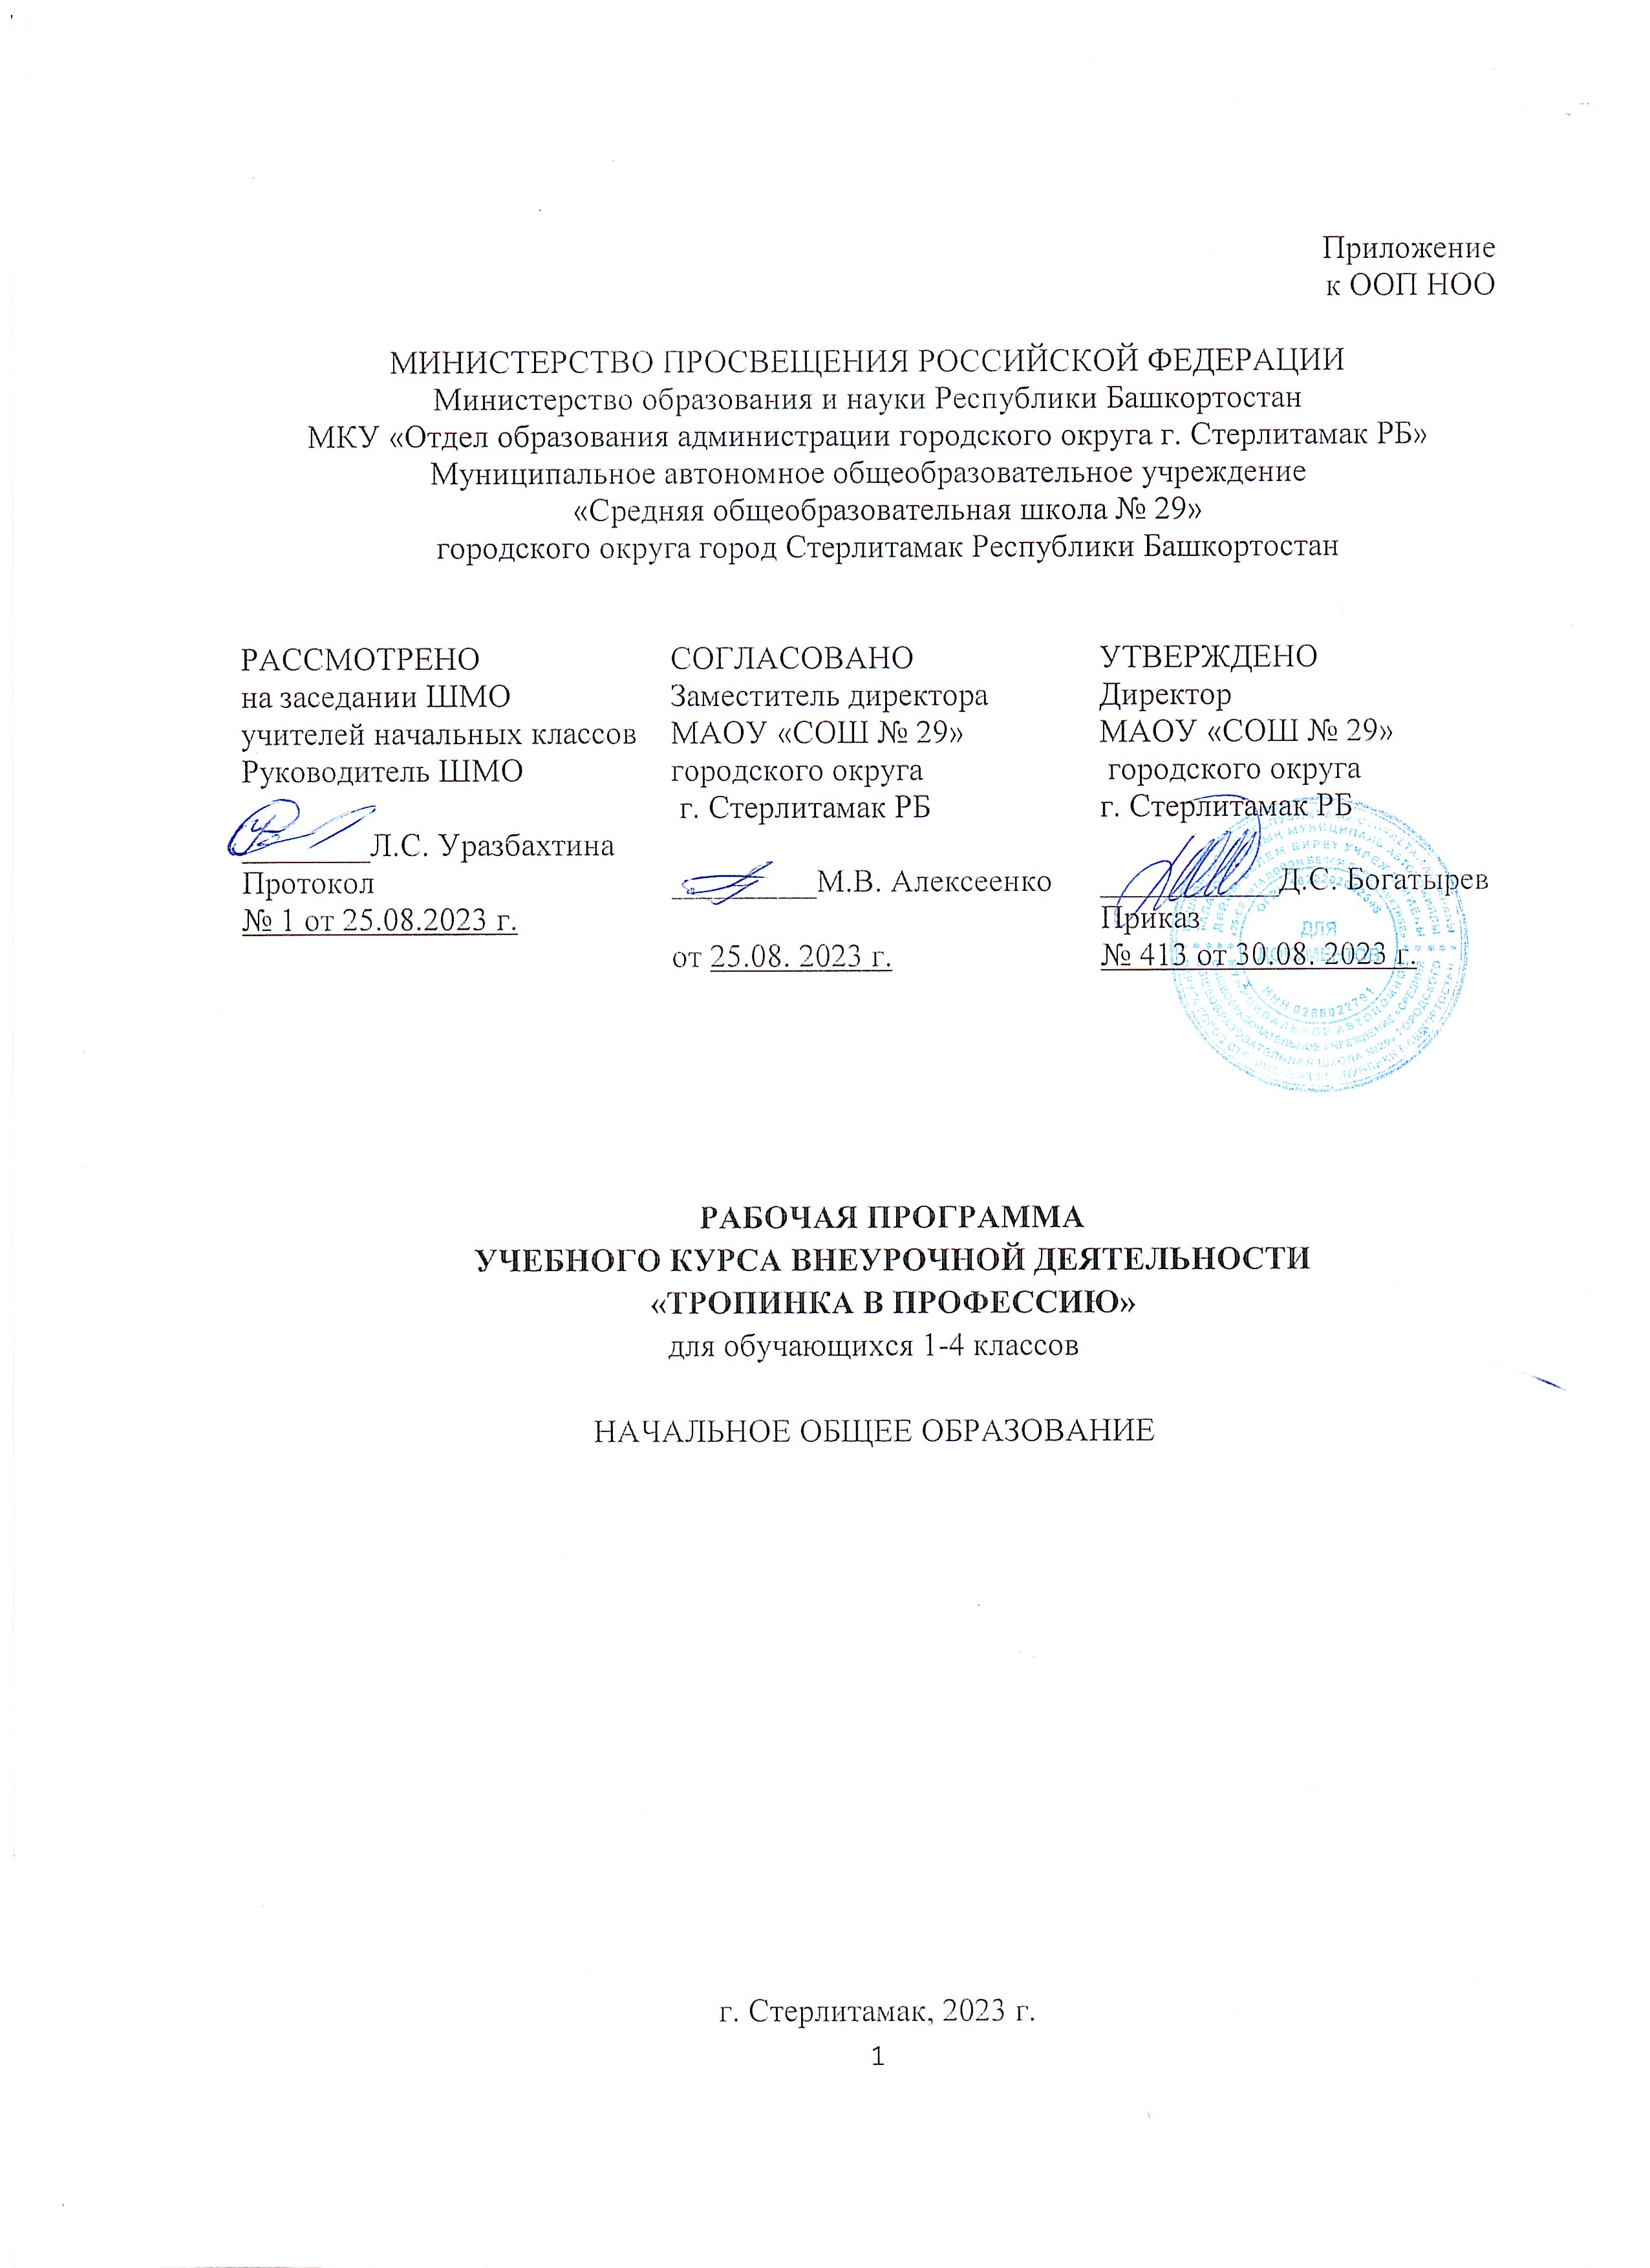 Приложение
к ООП НОО
МИНИСТЕРСТВО ПРОСВЕЩЕНИЯ РОССИЙСКОЙ ФЕДЕРАЦИИ
Министерство образования и науки Республики Башкортостан
МКУ «Отдел образования администрации городского округа г. Стерлитамак РБ»
Муниципальное автономное общеобразовательное учреждение
«Средняя общеобразовательная школа № 29»
городского округа город Стерлитамак Республики Башкортостан
РАССМОТРЕНО
на заседании ШМО
учителей начальных классов
Руководитель ШМО
Л.С. Уразбахтина
Протокол
№ 1 от 25.08.2023 г.
СОГЛАСОВАНО
Заместитель директора
МАОУ «СОШ № 29»
городского округа
г. Стерлитамак РБ
М.В. Алексеенко
от 25.08. 2023 г.
УТВЕРЖДЕНО
Директор
МАОУ «СОШ № 29»
городского округа
г. Стерлитамак РБ
Д.С. Богатырев
Приказ
№ 413 от 30.08. 2023 г.
ДЛЯ
ДОКУМЕНТОВ
ИНН 0268022791
РАБОЧАЯ ПРОГРАММА
УЧЕБНОГО КУРСА ВНЕУРОЧНОЙ ДЕЯТЕЛЬНОСТИ
«ТРОПИНКА В ПРОФЕССИЮ»
для обучающихся 1-4 классов
НАЧАЛЬНОЕ ОБЩЕЕ ОБРАЗОВАНИЕ
г. Стерлитамак, 2023 г.
1